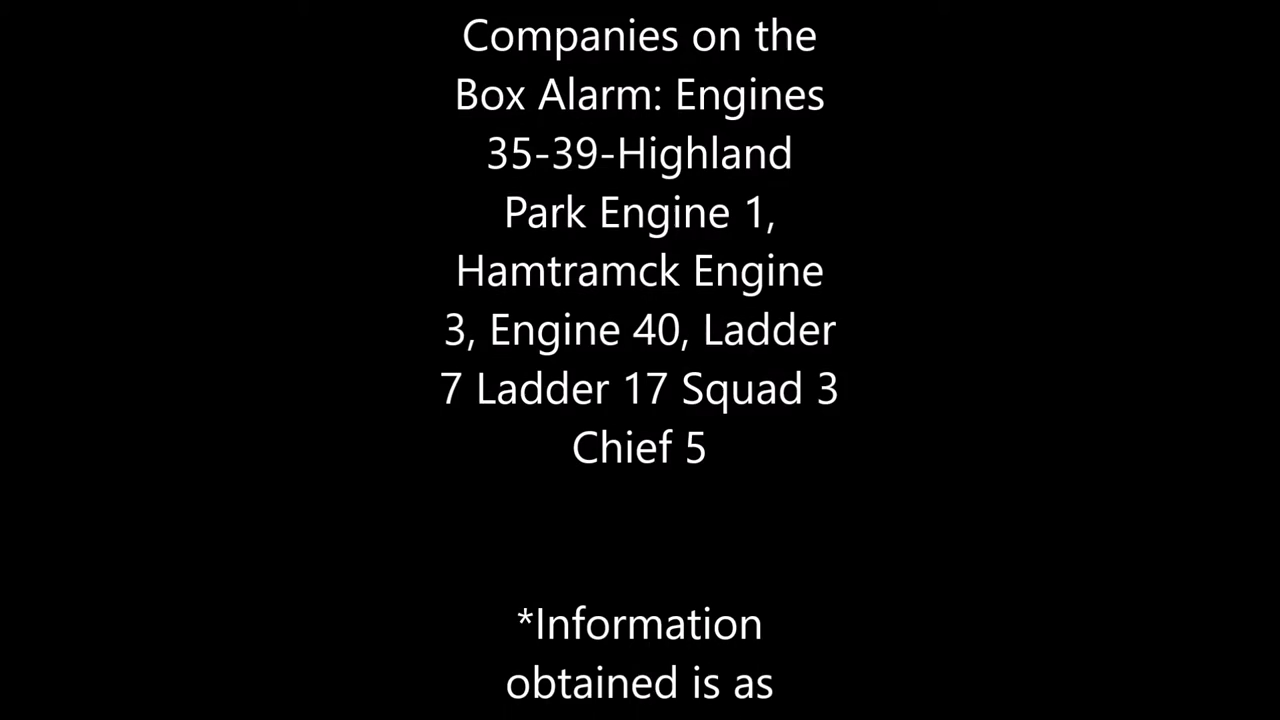 Companies on the
Box Alarm: Engines
35-39-Highland
Park Engine 1,
Hamtramck Engine
3, Engine 40, Ladder
7 Ladder 17 Squad 3
Chief 5
*Information
obtained is as